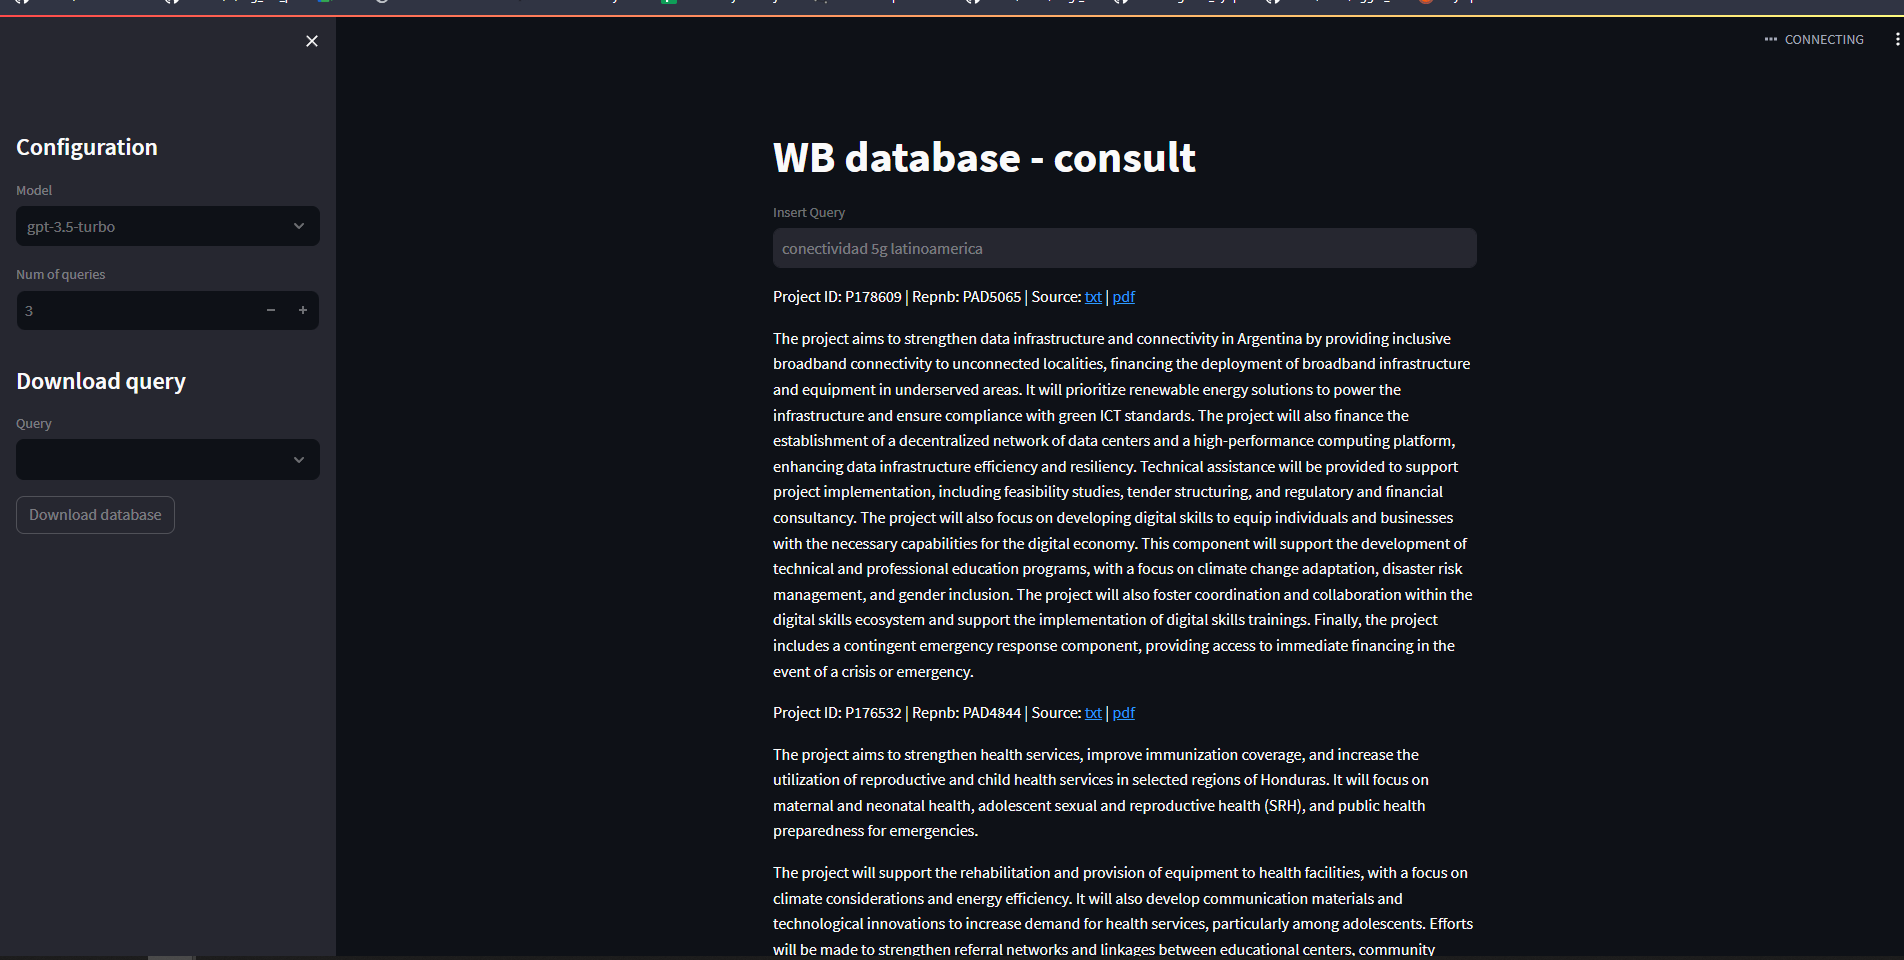 CONNECTING
Configuration
Model
gpt-3.5-turbo
Num of queries
3
Download query
Query
Download database
WB database - consult
Insert Query
conectividad 5g latinoamerica
Project ID: P178609 | Repnb: PAD5065 | Source: txt | pdf
The project aims to strengthen data infrastructure and connectivity in Argentina by providing inclusive
broadband connectivity to unconnected localities, financing the deployment of broadband infrastructure
and equipment in underserved areas. It will prioritize renewable energy solutions to power the
infrastructure and ensure compliance with green ICT standards. The project will also finance the
establishment of a decentralized network of data centers and a high-performance computing platform,
enhancing data infrastructure efficiency and resiliency. Technical assistance will be provided to support
project implementation, including feasibility studies, tender structuring, and regulatory and financial
consultancy. The project will also focus on developing digital skills to equip individuals and businesses
with the necessary capabilities for the digital economy. This component will support the development of
technical and professional education programs, with a focus on climate change adaptation, disaster risk
management, and gender inclusion. The project will also foster coordination and collaboration within the
digital skills ecosystem and support the implementation of digital skills trainings. Finally, the project
includes a contingent emergency response component, providing access to immediate financing in the
event of a crisis or emergency.
Project ID: P176532 | Repnb: PAD4844 | Source: txt | pdf
The project aims to strengthen health services, improve immunization coverage, and increase the
utilization of reproductive and child health services in selected regions of Honduras. It will focus on
maternal and neonatal health, adolescent sexual and reproductive health (SRH), and public health
preparedness for emergencies.
The project will support the rehabilitation and provision of equipment to health facilities, with a focus on
climate considerations and energy efficiency. It will also develop communication materials and
technological innovations to increase demand for health services, particularly among adolescents. Efforts
will be made to strengthen referral networks and linkages between educational centers, community